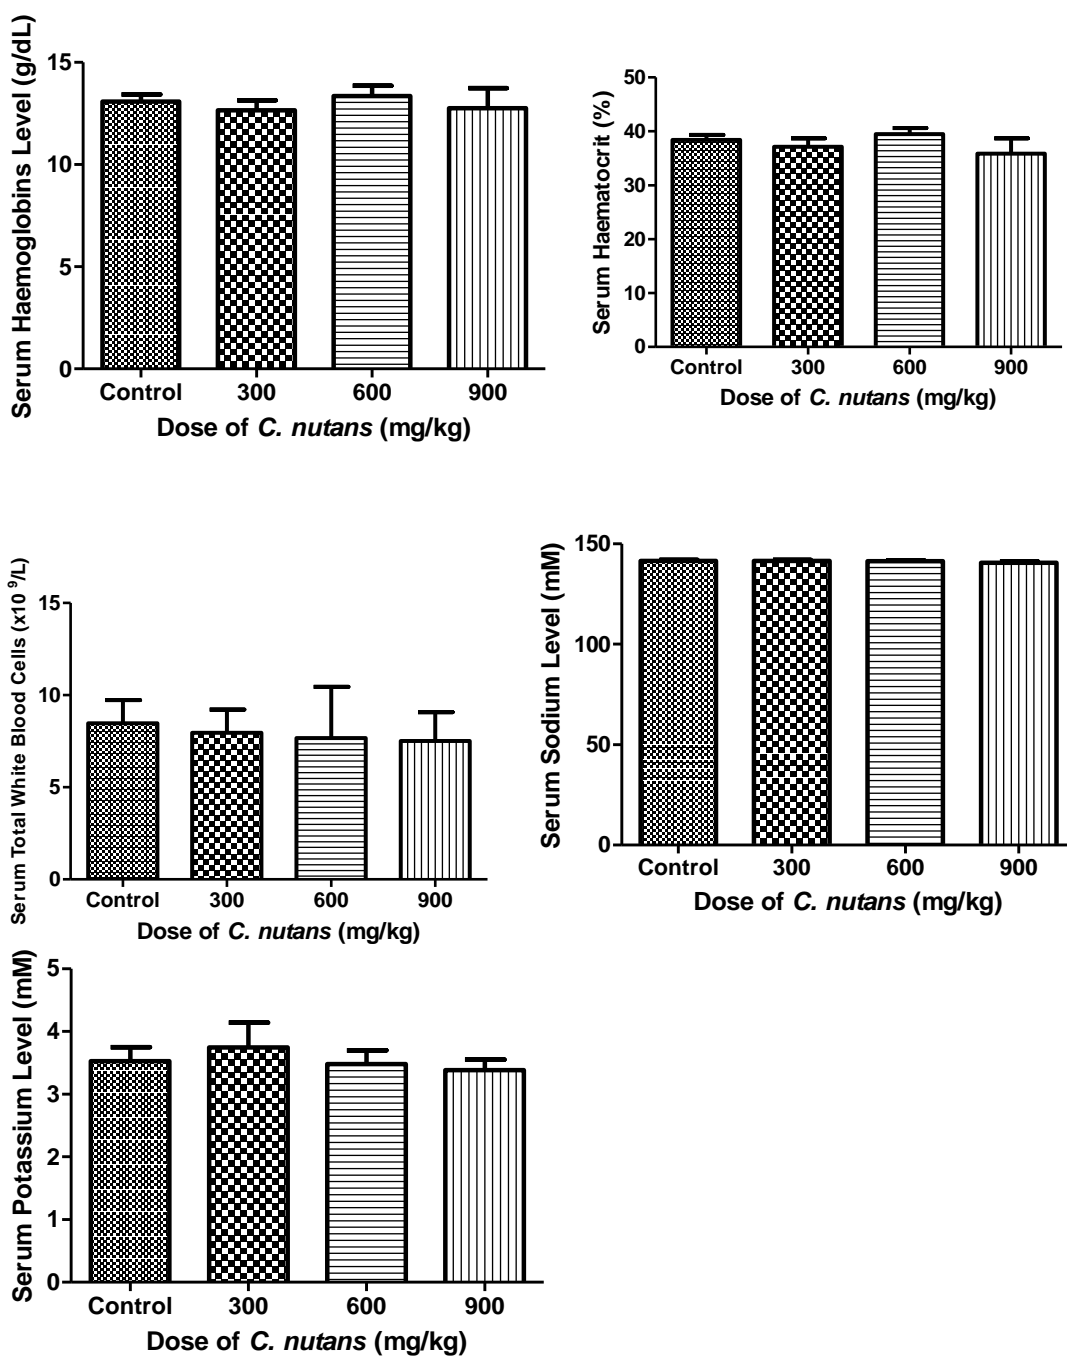 Serum Haemoglobins Level (g/dL)
15
10
5
0
Control 300 600 900
Dose of C. nutans (mg/kg)
Serum Haematocrit (%)
50
40
30
20
10
0
Control 300 600 900
Dose of C. nutans (mg/kg)
Serum Total White Blood Cells (x10 9/L)
15
10
5
0
Control 300 600 900
Dose of C. nutans (mg/kg)
Serum Sodium Level (mM)
150
100
50
0
Control 300 600 900
Dose of C. nutans (mg/kg)
Serum Potassium Level (mM)
5
4
3
2
1
0
Control 300 600 900
Dose of C. nutans (mg/kg)